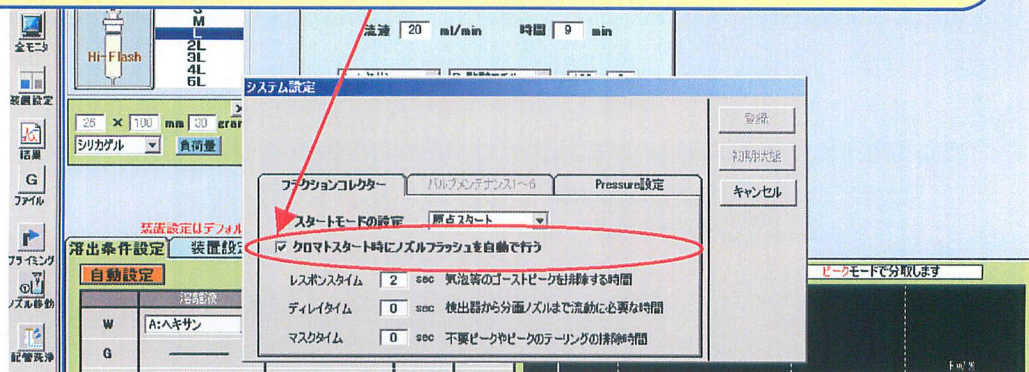 全モニタ
装置設定
結果
G
ファイル
プライミング
ノズル移動
配管洗浄
Hi-Flash
M
L
2L
3L
4L
5L
流速 20 ml/min 時間 9 min
26 × 100 mm 30 gram
シリカゲル 負荷量
溶出条件設定 装置設定
自動設定
溶離液
W A:ヘキサン
G
システム設定
登録
初期状態
キャンセル
フラクションコレクター バルブメンテナンス1~6 Pressure設定
スタートモードの設定 原点スタート
クロマトスタート時にノズルフラッシュを自動で行う
レスポンスタイム 2 sec 気泡等のゴーストピークを排除する時間
ディレイタイム 0 sec 検出器から分画ノズルまで流動に必要な時間
マスクタイム 0 sec 不要ピークやピークのテーリングの排除時間
ピークモードで分取します